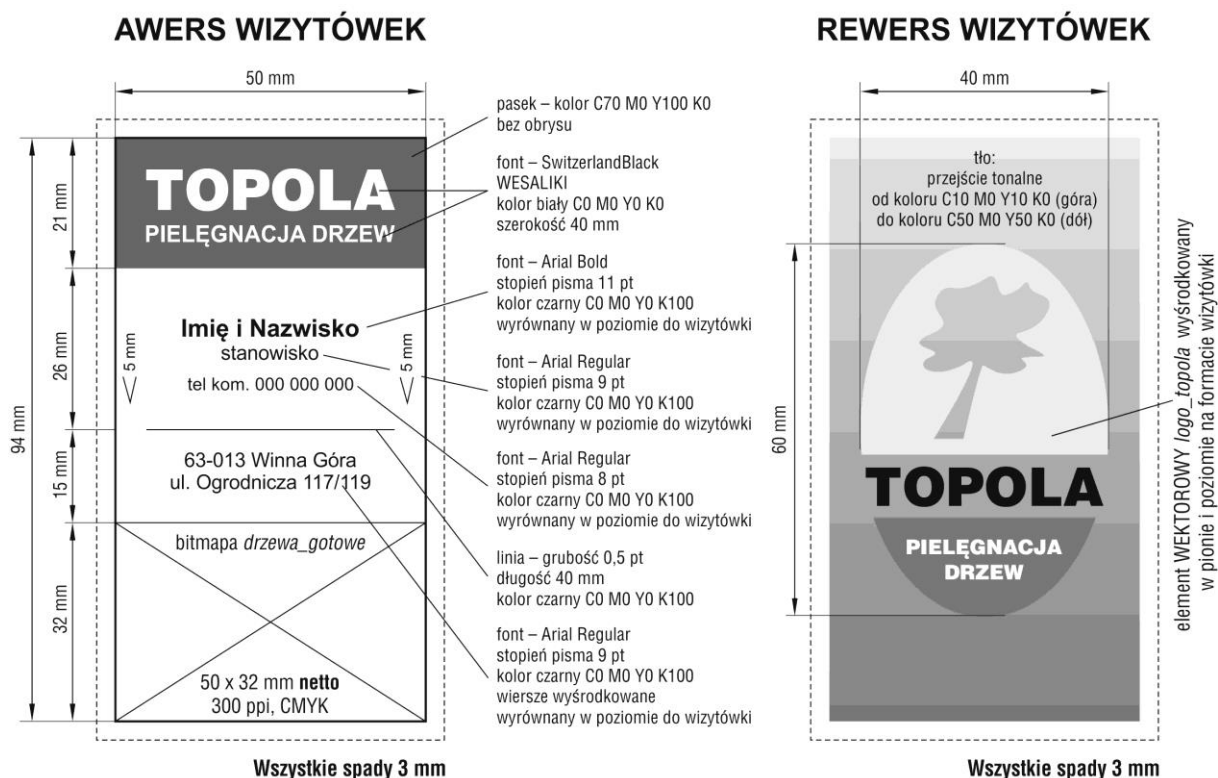 AWERS WIZYTÓWEK
50 mm
94 mm
21 mm
26 mm
15 mm
32 mm
TOPOLA
PIELĘGNACJA DRZEW
Imię i Nazwisko
stanowisko
tel kom. 000 000 000
5 mm
5 mm
63-013 Winna Góra
ul. Ogrodnicza 117/119
bitmapa drzewa_gotowe
50 x 32 mm netto
300 ppi, CMYK
Wszystkie spady 3 mm
pasek – kolor C70 M0 Y100 K0
bez obrysu
font – SwitzerlandBlack
WESALIKI
kolor biały C0 M0 Y0 K0
szerokość 40 mm
font – Arial Bold
stopień pisma 11 pt
kolor czarny C0 M0 Y0 K100
wyrównany w poziomie do wizytówki
font – Arial Regular
stopień pisma 9 pt
kolor czarny C0 M0 Y0 K100
wyrównany w poziomie do wizytówki
font – Arial Regular
stopień pisma 8 pt
kolor czarny C0 M0 Y0 K100
wyrównany w poziomie do wizytówki
linia – grubość 0,5 pt
długość 40 mm
kolor czarny C0 M0 Y0 K100
font – Arial Regular
stopień pisma 9 pt
kolor czarny C0 M0 Y0 K100
wiersze wyśrodkowane
wyrównany w poziomie do wizytówki
REWERS WIZYTÓWEK
40 mm
tło:
przejście tonalne
od koloru C10 M0 Y10 K0 (góra)
do koloru C50 M0 Y50 K0 (dół)
60 mm
TOPOLA
PIELĘGNACJA
DRZEW
element WEKTOROWY logo_topola wyśrodkowany
w pionie i poziomie na formacie wizytówki
Wszystkie spady 3 mm